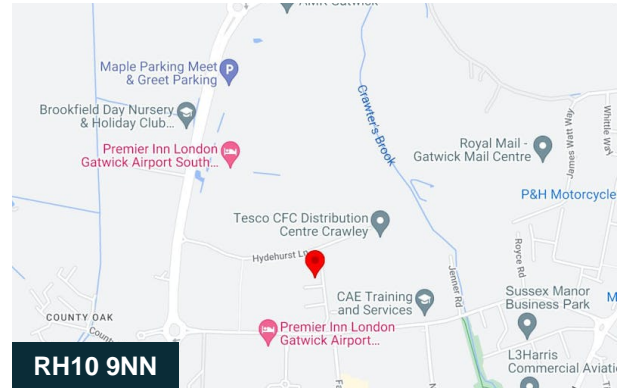 AMR Gatwick
Maple Parking Meet
& Greet Parking
Brookfield Day Nursery
& Holiday Club...
Premier Inn London
Gatwick Airport South...
Crawter's Brook
Royal Mail -
Gatwick Mail Centre
James Watt Way
Whittle Wa
P&H Motorcycle
Tesco CFC Distribution
Centre Crawley
Hydehurst Ln
Jenner Rd
Royce Rd
CAE Training
and Services
Sussex Manor
Business Park
M
COUNTY OAK
Count
Premier Inn London
Gatwick Airport...
L3Harris
Commercial Aviati
RH10 9NN